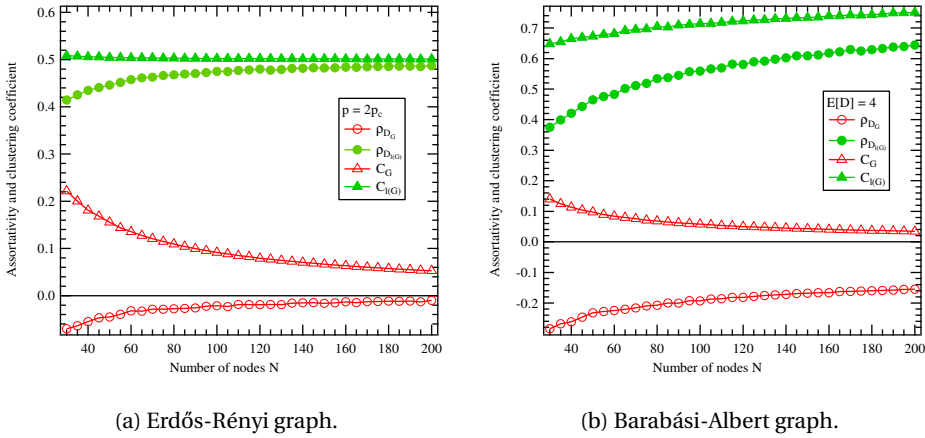 Assortativity and clustering coefficient
0.6
0.5
0.4
0.3
0.2
0.1
0.0
p = 2p_c
ρ_{D_G}
ρ_{D_{l(G)}}
C_G
C_{l(G)}
40 60 80 100 120 140 160 180 200
Number of nodes N
(a) Erdős-Rényi graph.
Assortativity and clustering coefficient
0.7
0.6
0.5
0.4
0.3
0.2
0.1
0.0
-0.1
-0.2
E[D] = 4
ρ_{D_G}
ρ_{D_{l(G)}}
C_G
C_{l(G)}
40 60 80 100 120 140 160 180 200
Number of nodes N
(b) Barabási-Albert graph.